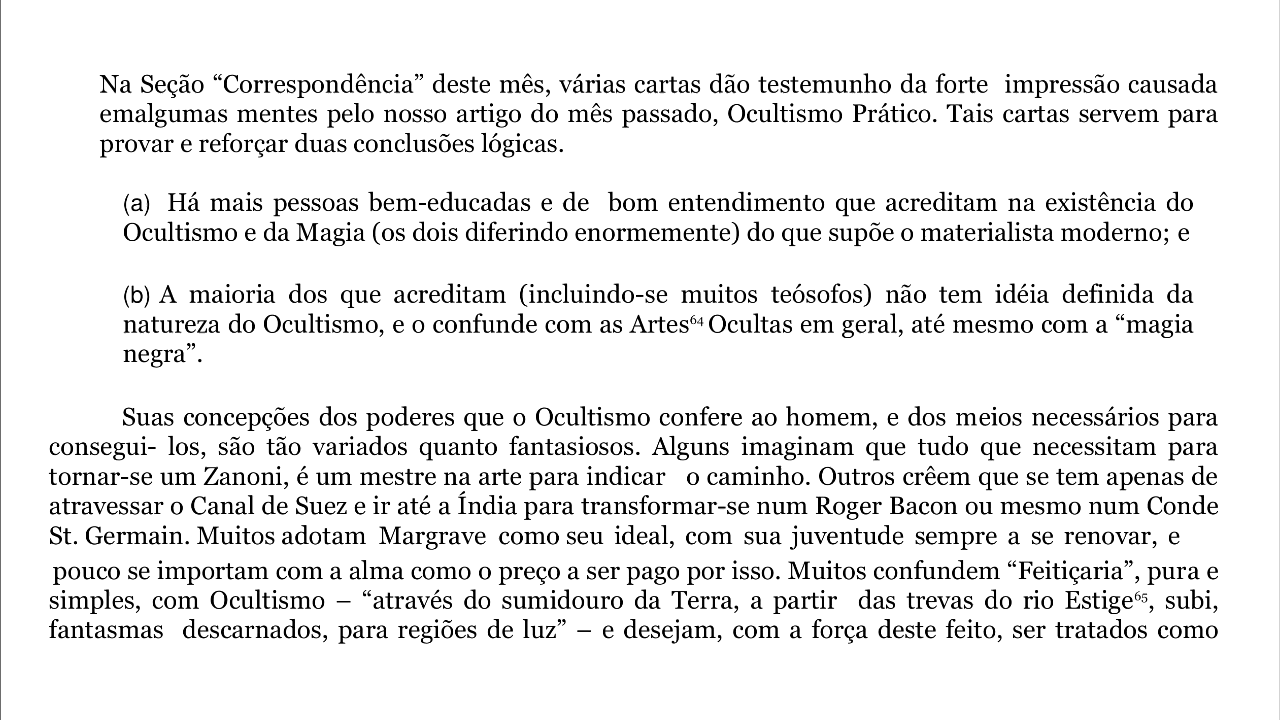 Na Seção “Correspondência” deste mês, várias cartas dão testemunho da forte impressão causada
emalgumas mentes pelo nosso artigo do mês passado, Ocultismo Prático. Tais cartas servem para
provar e reforçar duas conclusões lógicas.
(a) Há mais pessoas bem-educadas e de bom entendimento que acreditam na existência do
Ocultismo e da Magia (os dois diferindo enormemente) do que supõe o materialista moderno; e
(b) A maioria dos que acreditam (incluindo-se muitos teósofos) não tem idéia definida da
natureza do Ocultismo, e o confunde com as Artes⁶⁴ Ocultas em geral, até mesmo com a “magia
negra”.
Suas concepções dos poderes que o Ocultismo confere ao homem, e dos meios necessários para
consegui- los, são tão variados quanto fantasiosos. Alguns imaginam que tudo que necessitam para
tornar-se um Zanoni, é um mestre na arte para indicar o caminho. Outros crêem que se tem apenas de
atravessar o Canal de Suez e ir até a Índia para transformar-se num Roger Bacon ou mesmo num Conde
St. Germain. Muitos adotam Margrave como seu ideal, com sua juventude sempre a se renovar, e
pouco se importam com a alma como o preço a ser pago por isso. Muitos confundem “Feitiçaria”, pura e
simples, com Ocultismo – “através do sumidouro da Terra, a partir das trevas do rio Estige⁶⁵, subi,
fantasmas descarnados, para regiões de luz” – e desejam, com a força deste feito, ser tratados como